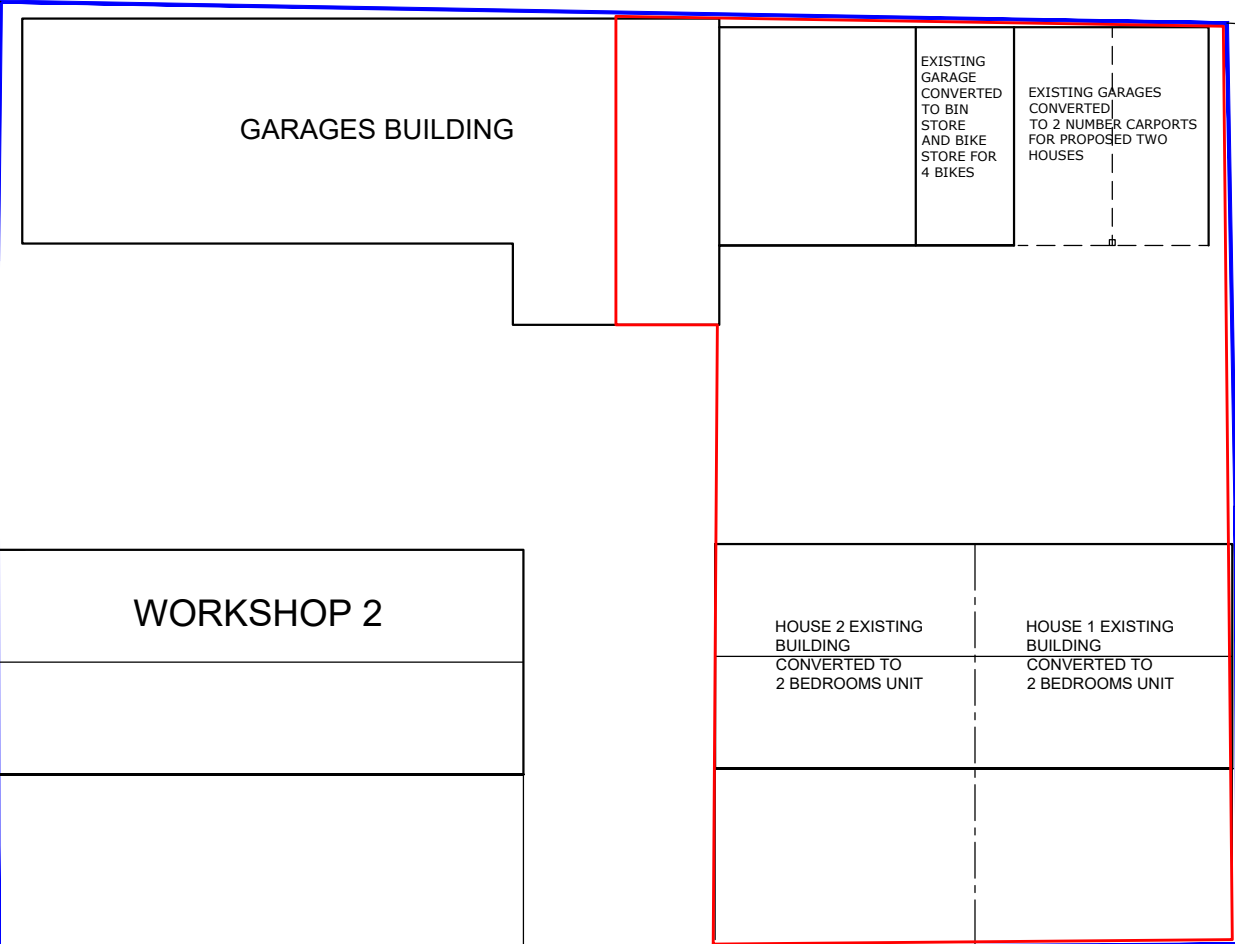 GARAGES BUILDING
EXISTING
GARAGE
CONVERTED
TO BIN
STORE
AND BIKE
STORE FOR
4 BIKES
EXISTING GARAGES
CONVERTED
TO 2 NUMBER CARPORTS
FOR PROPOSED TWO
HOUSES
WORKSHOP 2
HOUSE 2 EXISTING
BUILDING
CONVERTED TO
2 BEDROOMS UNIT
HOUSE 1 EXISTING
BUILDING
CONVERTED TO
2 BEDROOMS UNIT